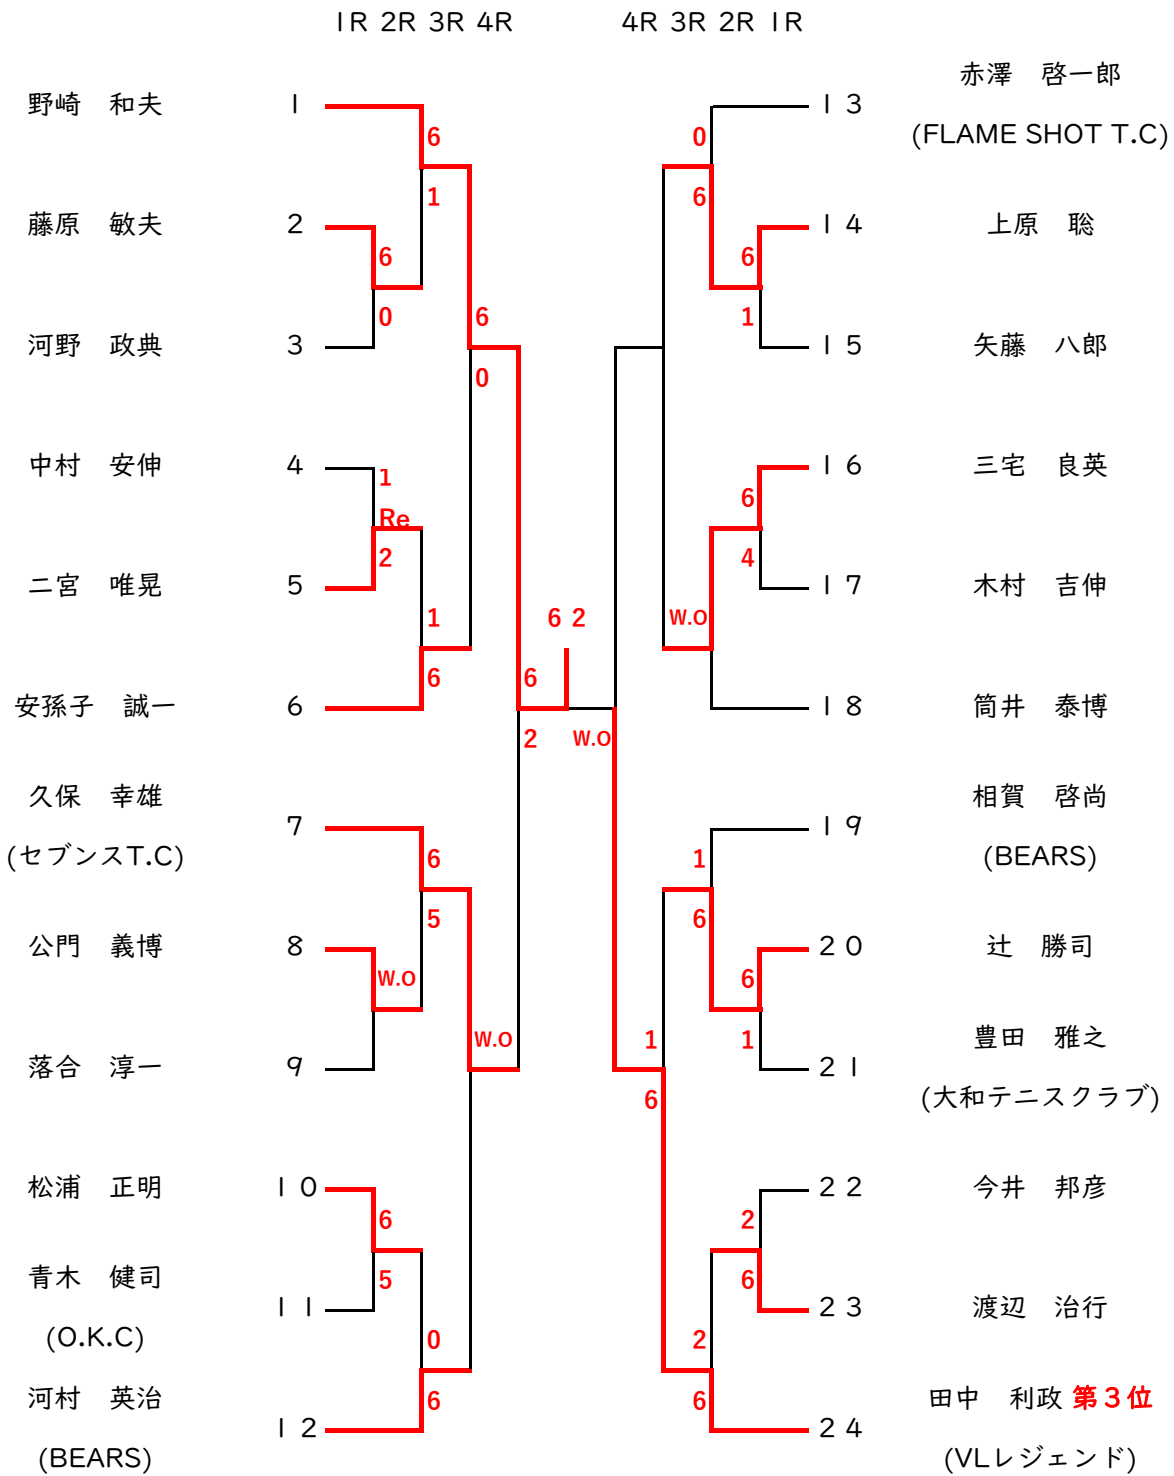 1R 2R 3R 4R
4R 3R 2R 1R
野崎 和夫 1
6
1
藤原 敏夫 2
6
0
河野 政典 3
6
0
中村 安伸 4
1
Re
2
二宮 唯晃 5
1
6
安孫子 誠一 6
6 2
6
2
W.O
久保 幸雄
(セブンスT.C)
7
6
5
公門 義博 8
W.O
落合 淳一 9
W.O
松浦 正明 10
6
5
青木 健司
(O.K.C)
11
0
6
河村 英治
(BEARS)
12
13 赤澤 啓一郎
(FLAME SHOT T.C)
0
6
14 上原 聡
6
1
15 矢藤 八郎
16 三宅 良英
6
4
17 木村 吉伸
W.O
18 筒井 泰博
19 相賀 啓尚
(BEARS)
1
6
20 辻 勝司
6
1
21 豊田 雅之
(大和テニスクラブ)
1
6
22 今井 邦彦
2
6
23 渡辺 治行
2
6
24 田中 利政 第3位
(VLレジェンド)